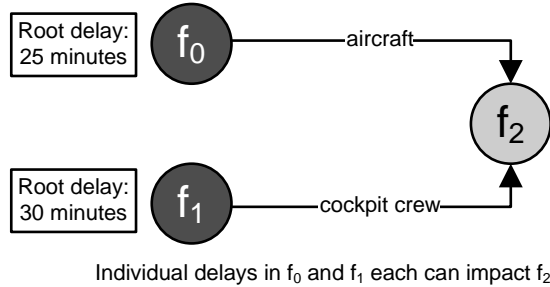 Root delay:
25 minutes
f₀
aircraft
f₂
Root delay:
30 minutes
f₁
cockpit crew
Individual delays in f₀ and f₁ each can impact f₂